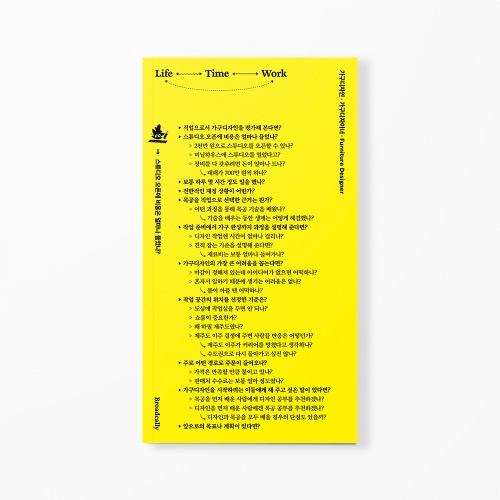 Life Time Work
가구디자인·가구디자이너·Furniture Designer
→ 스튜디오 오픈에 비용은 얼마나 들었나?
직업으로서 가구디자인을 평가해 본다면?
스튜디오 오픈에 비용은 얼마나 들었나?
2천만 원으로 스튜디오를 오픈할 수 있나?
비닐하우스에 스튜디오를 열었다고?
장비를 다 갖추려면 돈이 얼마나 드나?
대패가 700만 원씩 하나?
보통 하루 몇 시간 정도 일을 했나?
전반적인 재정 상황이 어떤가?
목공을 직업으로 선택한 근거는 뭔가?
어떤 과정을 통해 목공 기술을 배웠나?
기술을 배우는 동안 생계는 어떻게 해결했나?
작업 준비에서 가구 완성까지 과정을 설명해 준다면?
디자인 작업엔 시간이 얼마나 걸리나?
견적 잡는 기준을 설명해 준다면?
재료비는 보통 얼마나 들어가나?
가구디자인의 가장 큰 어려움을 꼽는다면?
마감이 정해져 있는데 아이디어가 없으면 어떡하나?
혼자서 일하기 때문에 생기는 어려움은 없나?
몸이 아플 땐 어떡하나?
작업 공간의 위치를 선정한 기준은?
도심에 작업실을 두면 안 되나?
쇼룸이 중요한가?
왜 하필 제주도였나?
제주도 이주 결정에 주변 사람들 반응은 어떻던가?
제주도 이주가 커리어를 망쳤다고 생각하나?
수도권으로 다시 돌아가고 싶진 않나?
주로 어떤 경로로 주문이 들어오나?
가격은 만족할 만큼 붙이고 있나?
판매처 수수료는 보통 얼마 정도였나?
가구디자인을 시작하려는 이들에게 해 주고 싶은 말이 있다면?
목공을 먼저 배운 사람에게 디자인 공부를 추천하겠나?
디자인을 먼저 배운 사람에겐 목공 공부를 추천하겠나?
디자인과 목공을 모두 배울 경우의 단점도 있을까?
앞으로의 목표나 계획이 있다면?
Broadcally